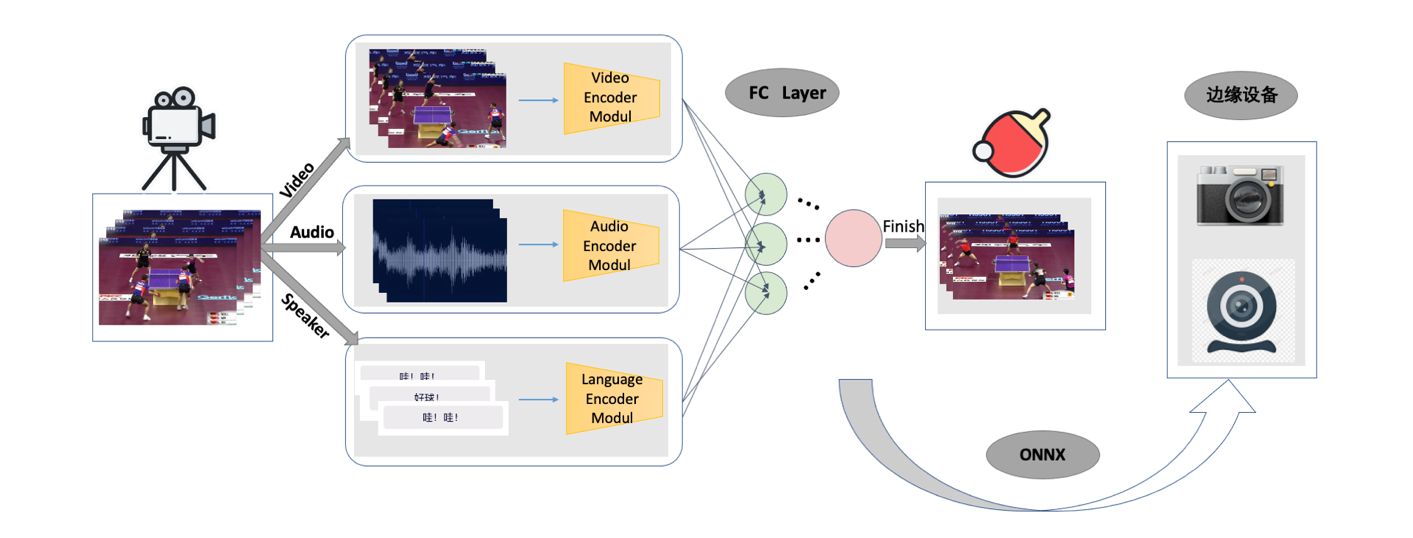 Video
Encoder
Modul
FC Layer
边缘设备
Video
Audio
Speaker
Audio
Encoder
Modul
Finish
哇！哇！
好球！
哇！哇！
Language
Encoder
Modul
ONNX